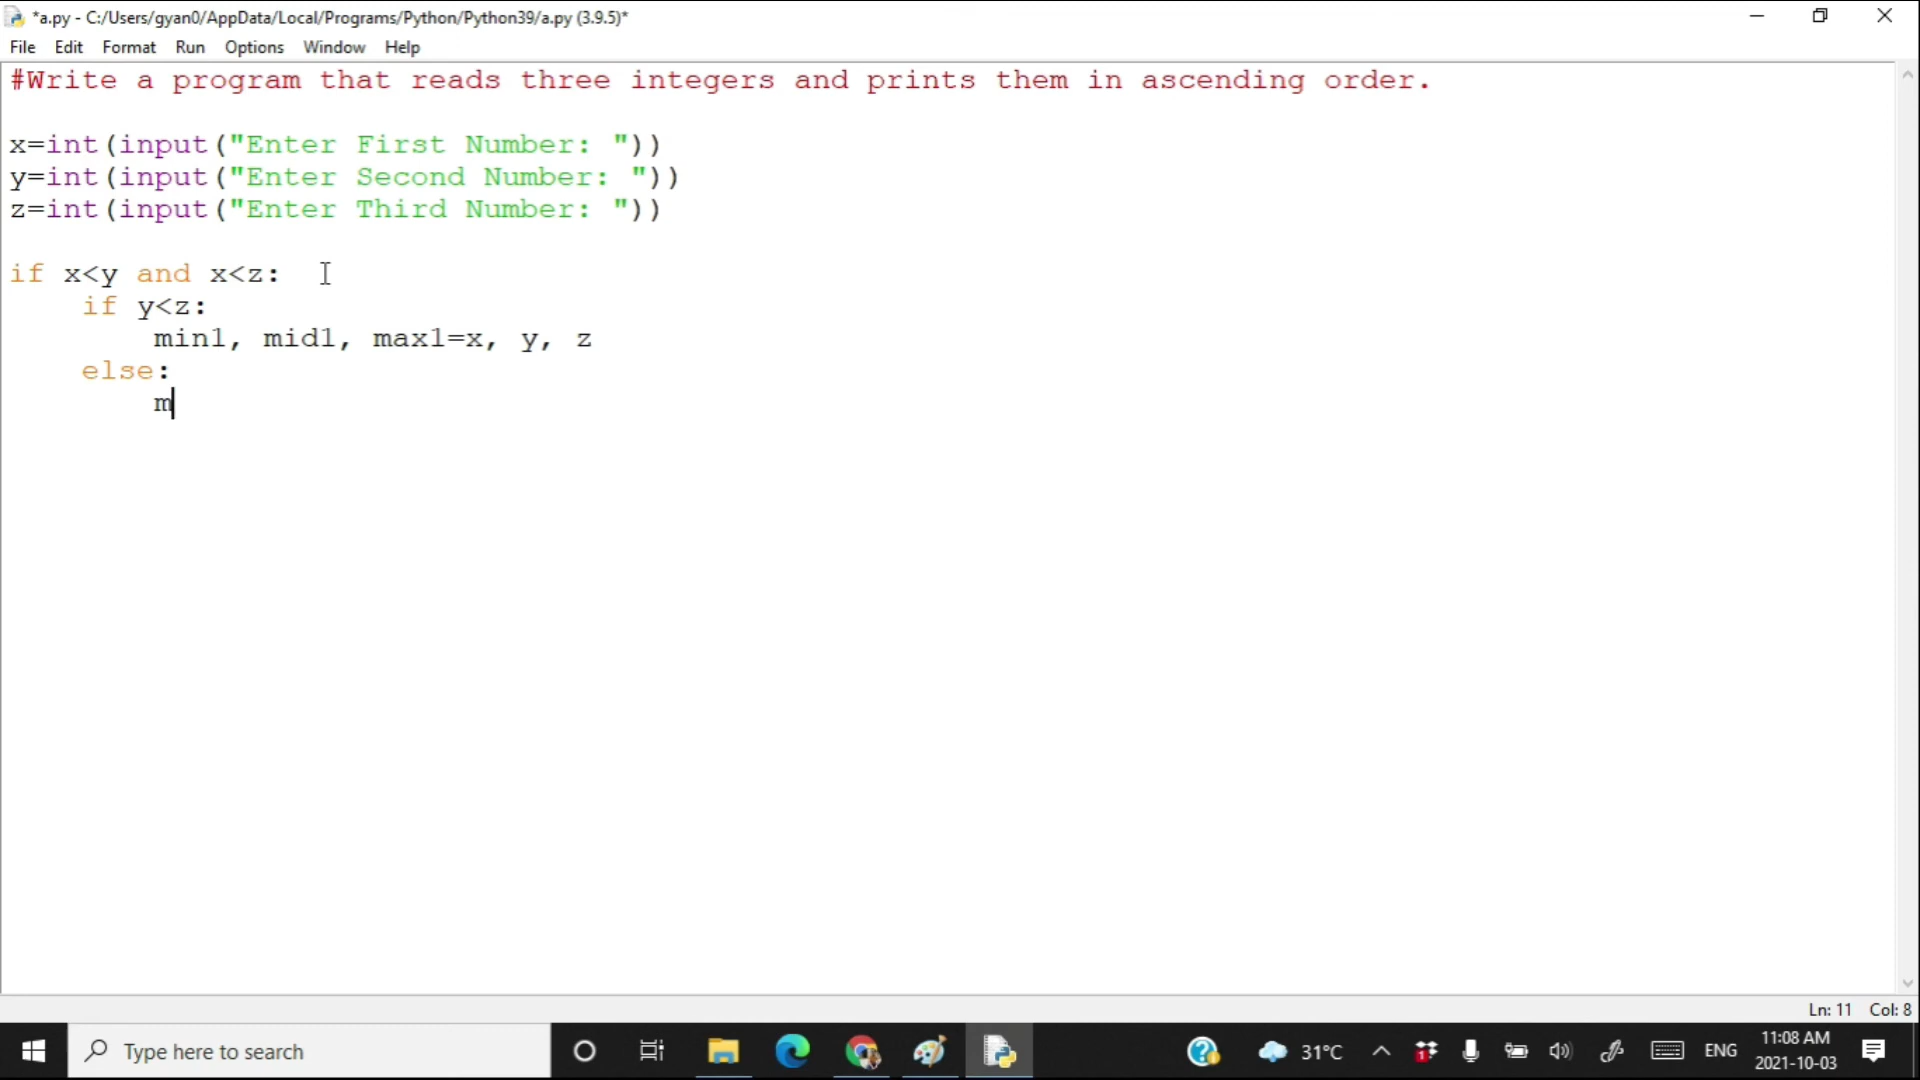 *a.py - C:/Users/gyan0/AppData/Local/Programs/Python/Python39/a.py (3.9.5)*
File Edit Format Run Options Window Help
#Write a program that reads three integers and prints them in ascending order.
x=int(input("Enter First Number: "))
y=int(input("Enter Second Number: "))
z=int(input("Enter Third Number: "))
if x<y and x<z:
    if y<z:
        min1, mid1, max1=x, y, z
    else:
        m
Ln: 11 Col: 8
Type here to search
1
31°C
ENG
11:08 AM
2021-10-03